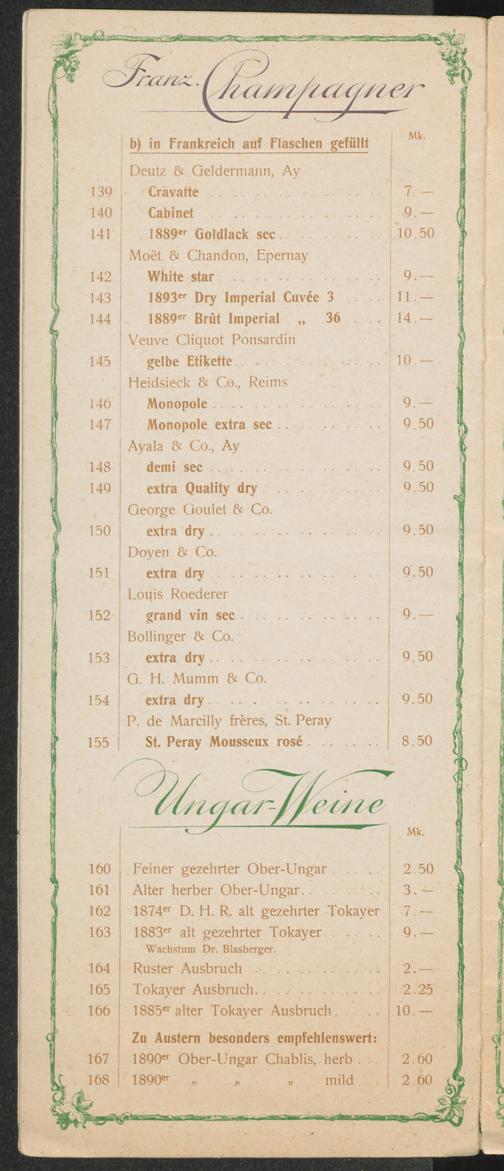 Franz. Champagner
b) in Frankreich auf Flaschen gefüllt Mk.
Deutz & Geldermann, Ay
139 Cravatte 7.—
140 Cabinet 9.—
141 1889er Goldlack sec 10.50
Moët & Chandon, Epernay
142 White star 9.—
143 1893er Dry Imperial Cuvée 3 11.—
144 1889er Brût Imperial „ 36 14.—
Veuve Cliquot Ponsardin
145 gelbe Etikette 10.—
Heidsieck & Co., Reims
146 Monopole 9.—
147 Monopole extra sec 9.50
Ayala & Co., Ay
148 demi sec 9.50
149 extra Quality dry 9.50
George Goulet & Co.
150 extra dry 9.50
Doyen & Co.
151 extra dry 9.50
Louis Roederer
152 grand vin sec 9.—
Bollinger & Co.
153 extra dry 9.50
G. H. Mumm & Co.
154 extra dry 9.50
P. de Marcilly frères, St. Peray
155 St. Peray Mousseux rosé 8.50
Ungar-Weine
Mk.
160 Feiner gezehrter Ober-Ungar 2.50
161 Alter herber Ober-Ungar 3.—
162 1874er D. H. R. alt gezehrter Tokayer 7.—
163 1883er alt gezehrter Tokayer 9.—
Wachstum Dr. Blasberger.
164 Ruster Ausbruch 2.—
165 Tokayer Ausbruch 2.25
166 1885er alter Tokayer Ausbruch 10.—
Zu Austern besonders empfehlenswert:
167 1890er Ober-Ungar Chablis, herb 2.60
168 1890er „ „ „ mild 2.60